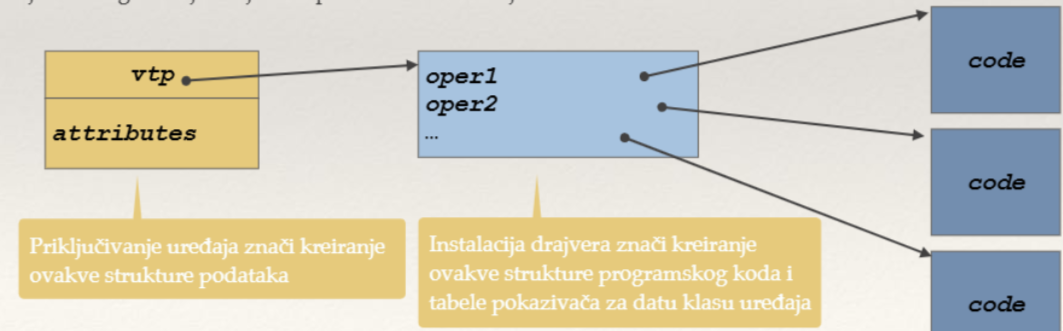 vtp
attributes
oper1
oper2
...
code
code
code
Priključivanje uređaja znači kreiranje
ovakve strukture podataka
Instalacija drajvera znači kreiranje
ovakve strukture programskog koda i
tabele pokazivača za datu klasu uređaja